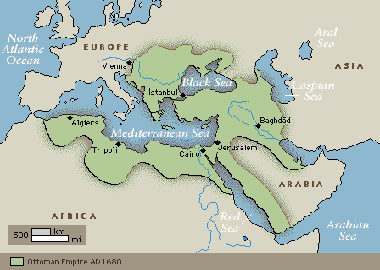 North
Atlantic
Ocean
EUROPE
Vienna
Aral
Sea
ASIA
Black Sea
İstanbul
Caspian
Sea
Algiers
Mediterranean Sea
Baghdad
Tripoli
Cairo
Jerusalem
ARABIA
AFRICA
Red
Sea
Arabian
Sea
500
km
mi
Ottoman Empire AD 1680